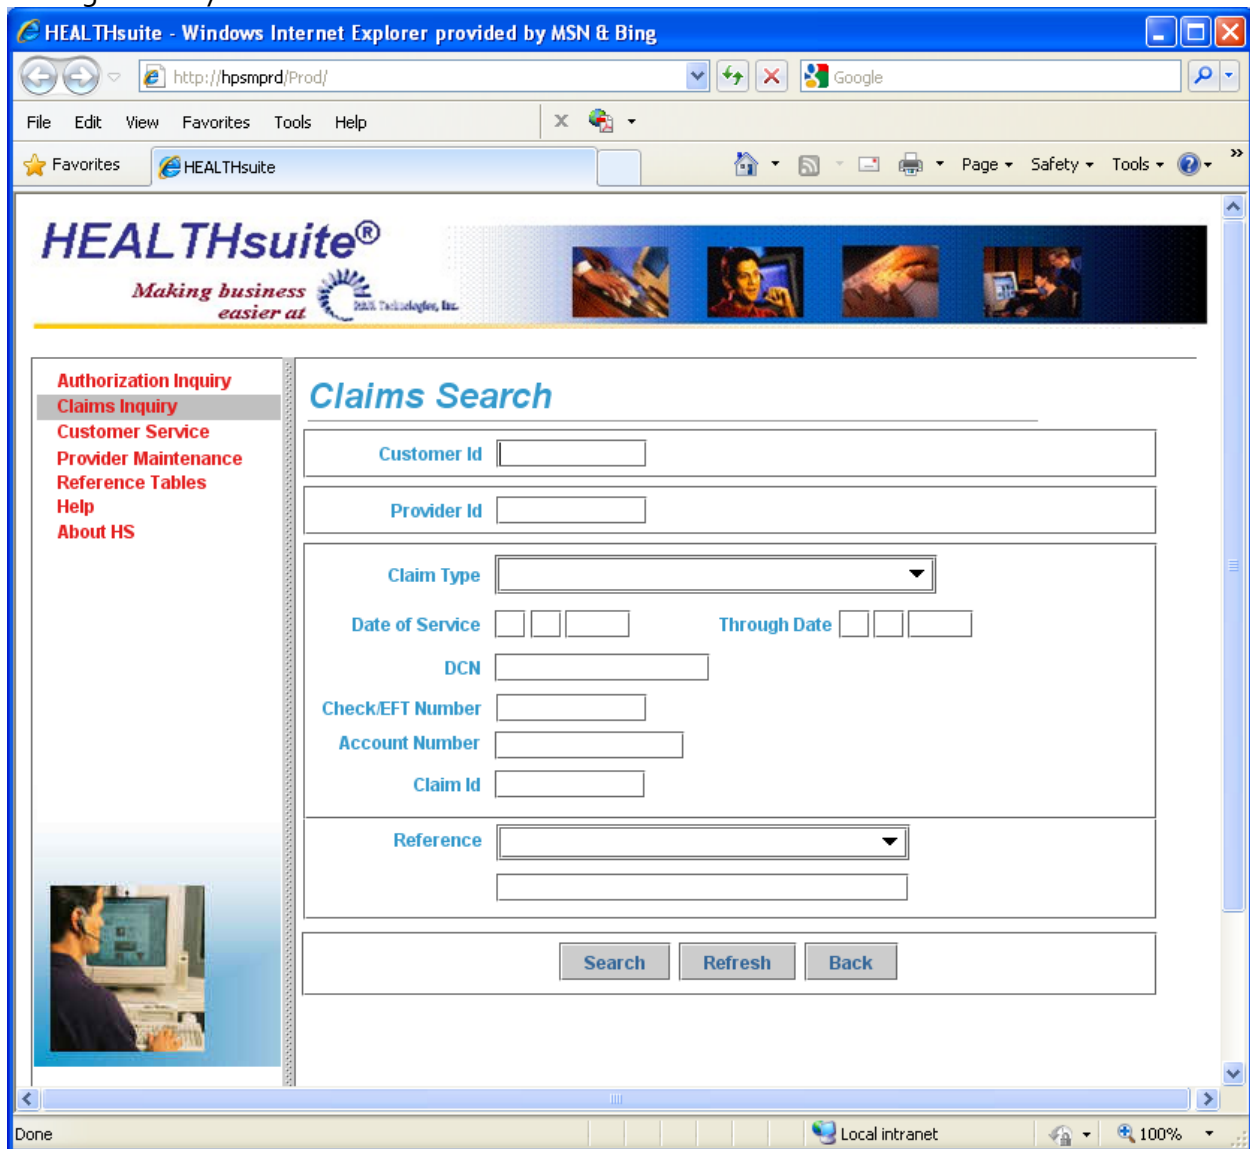 HEALTHsuite - Windows Internet Explorer provided by MSN & Bing
http://hpsmprd/Prod/
Google
File Edit View Favorites Tools Help
x
Favorites HEALTHsuite Page Safety Tools
HEALTHsuite®
Making business
easier at Technologies, Inc.
Authorization Inquiry
Claims Inquiry
Customer Service
Provider Maintenance
Reference Tables
Help
About HS
Claims Search
Customer Id
Provider Id
Claim Type
Date of Service Through Date
DCN
Check/EFT Number
Account Number
Claim Id
Reference
Search Refresh Back
Done Local intranet 100%